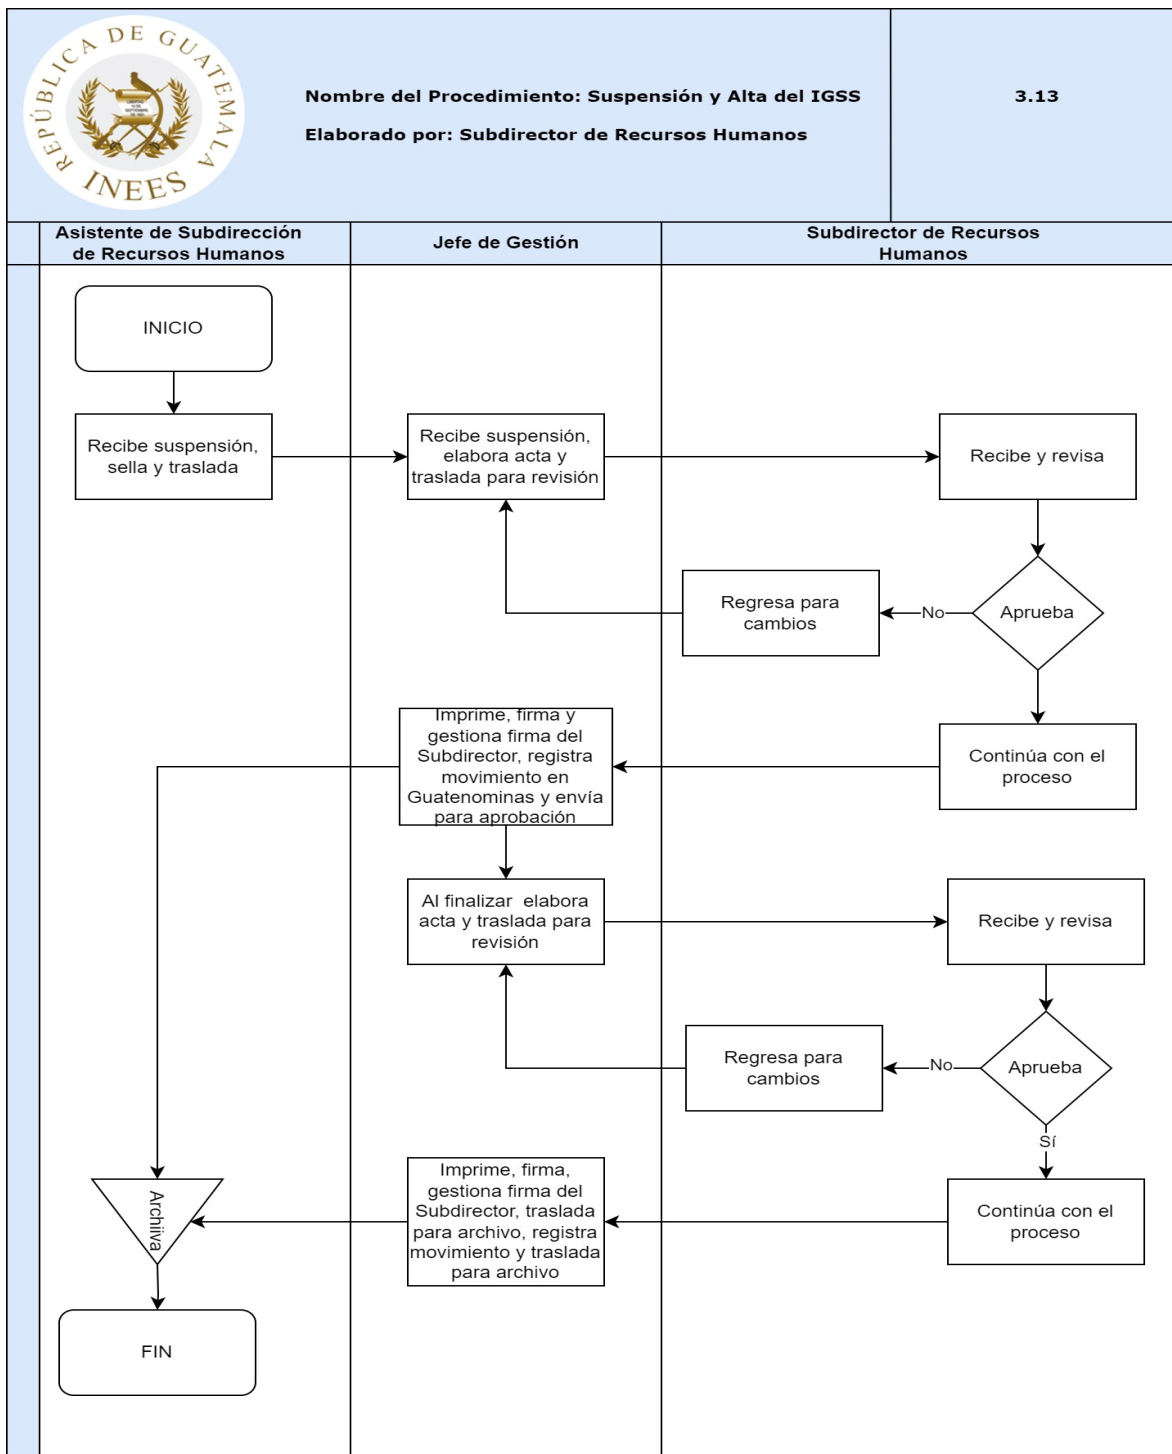 REPÚBLICA DE GUATEMALA
INEES
Nombre del Procedimiento: Suspensión y Alta del IGSS
Elaborado por: Subdirector de Recursos Humanos
3.13
Asistente de Subdirección
de Recursos Humanos
Jefe de Gestión
Subdirector de Recursos
Humanos
INICIO
Recibe suspensión,
sella y traslada
Recibe suspensión,
elabora acta y
traslada para revisión
Recibe y revisa
Aprueba
No
Regresa para
cambios
Continúa con el
proceso
Imprime, firma y
gestiona firma del
Subdirector, registra
movimiento en
Guatenominas y envía
para aprobación
Al finalizar elabora
acta y traslada para
revisión
Recibe y revisa
Aprueba
No
Regresa para
cambios
Sí
Continúa con el
proceso
Imprime, firma,
gestiona firma del
Subdirector, traslada
para archivo, registra
movimiento y traslada
para archivo
Archiiva
FIN